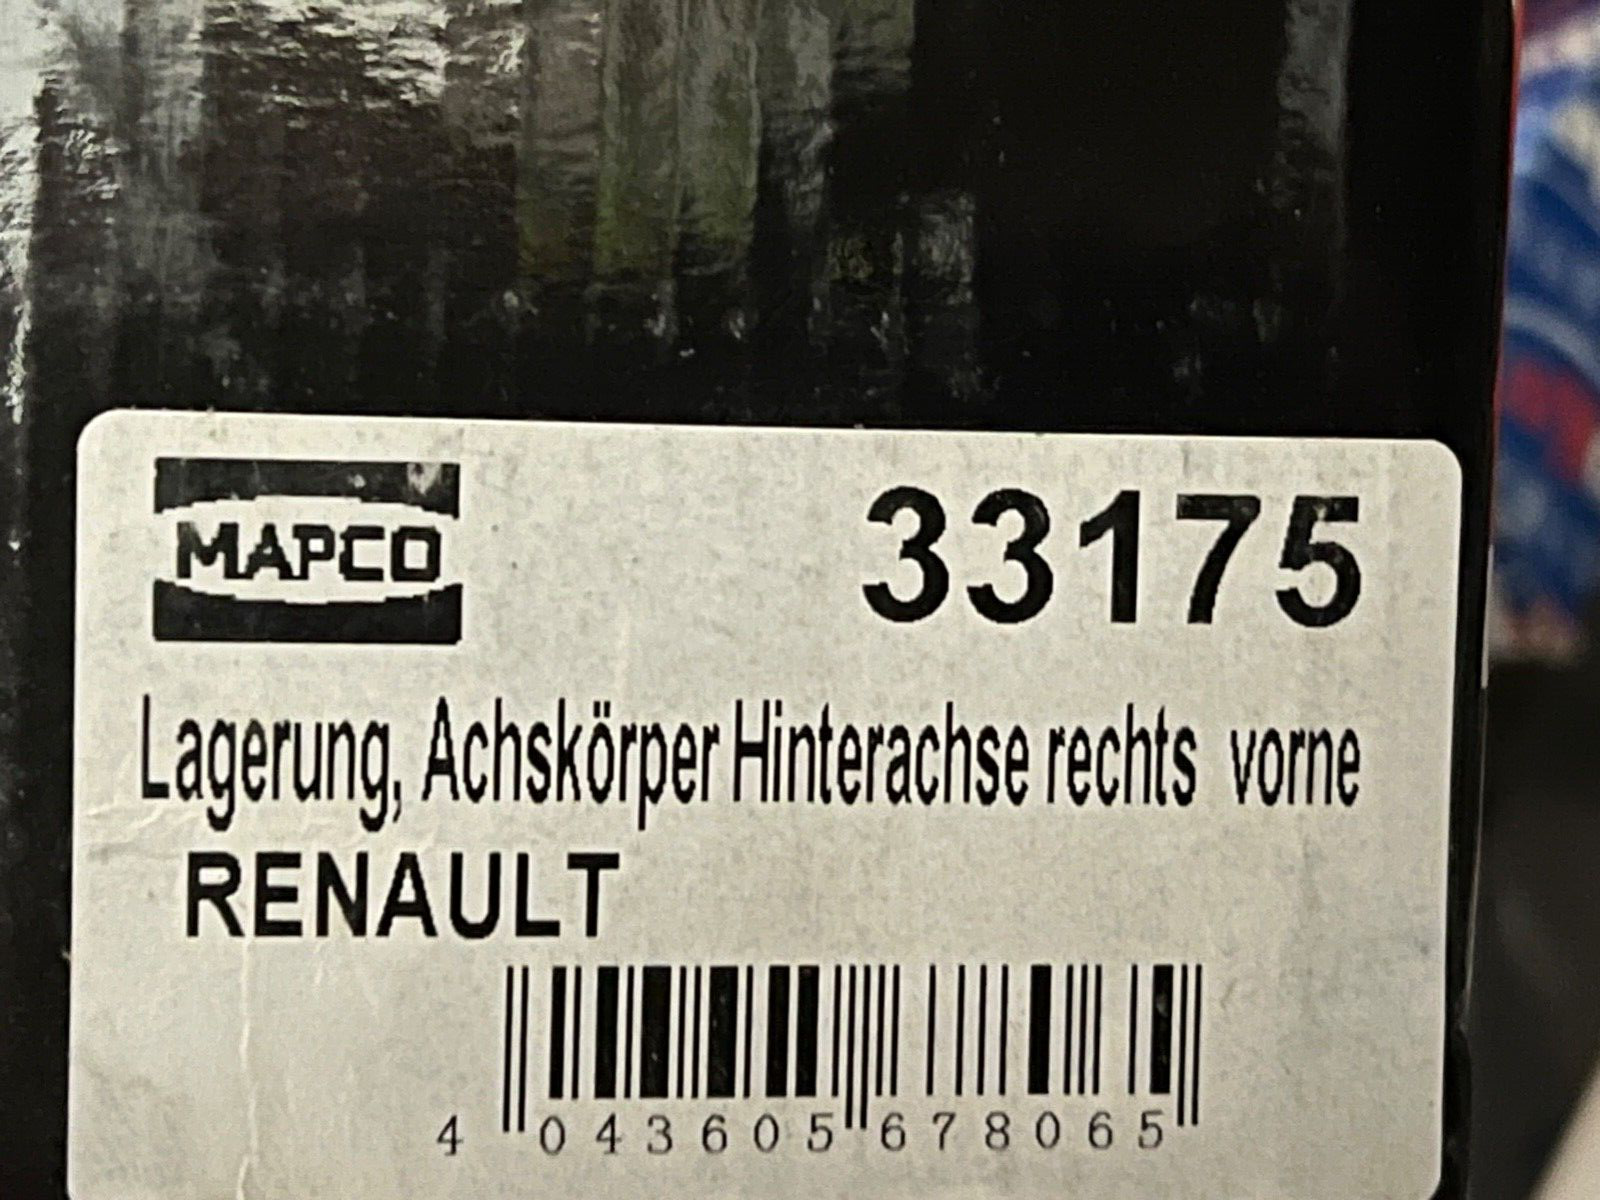 MAPCO
33175
Lagerung, Achskörper Hinterachse rechts vorne
RENAULT
4 043605 678065